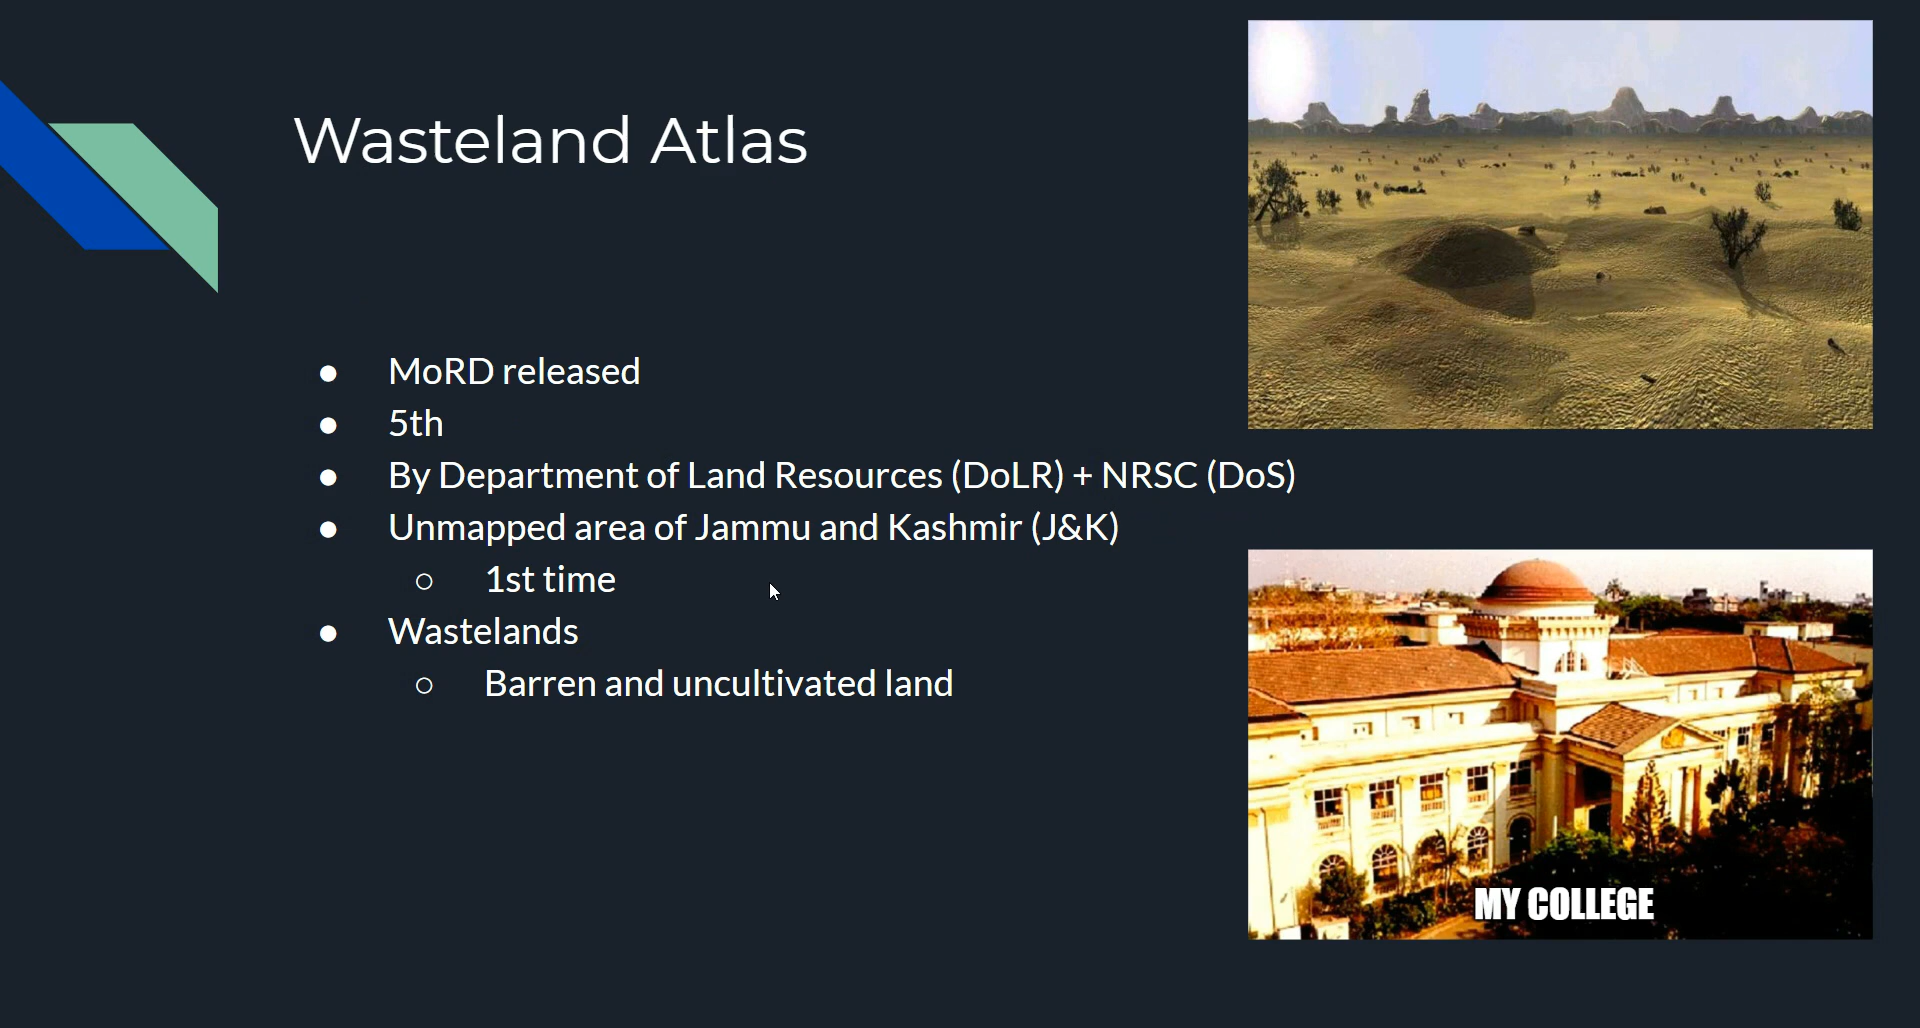 Wasteland Atlas
● MoRD released
● 5th
● By Department of Land Resources (DoLR) + NRSC (DoS)
● Unmapped area of Jammu and Kashmir (J&K)
○ 1st time
● Wastelands
○ Barren and uncultivated land
MY COLLEGE